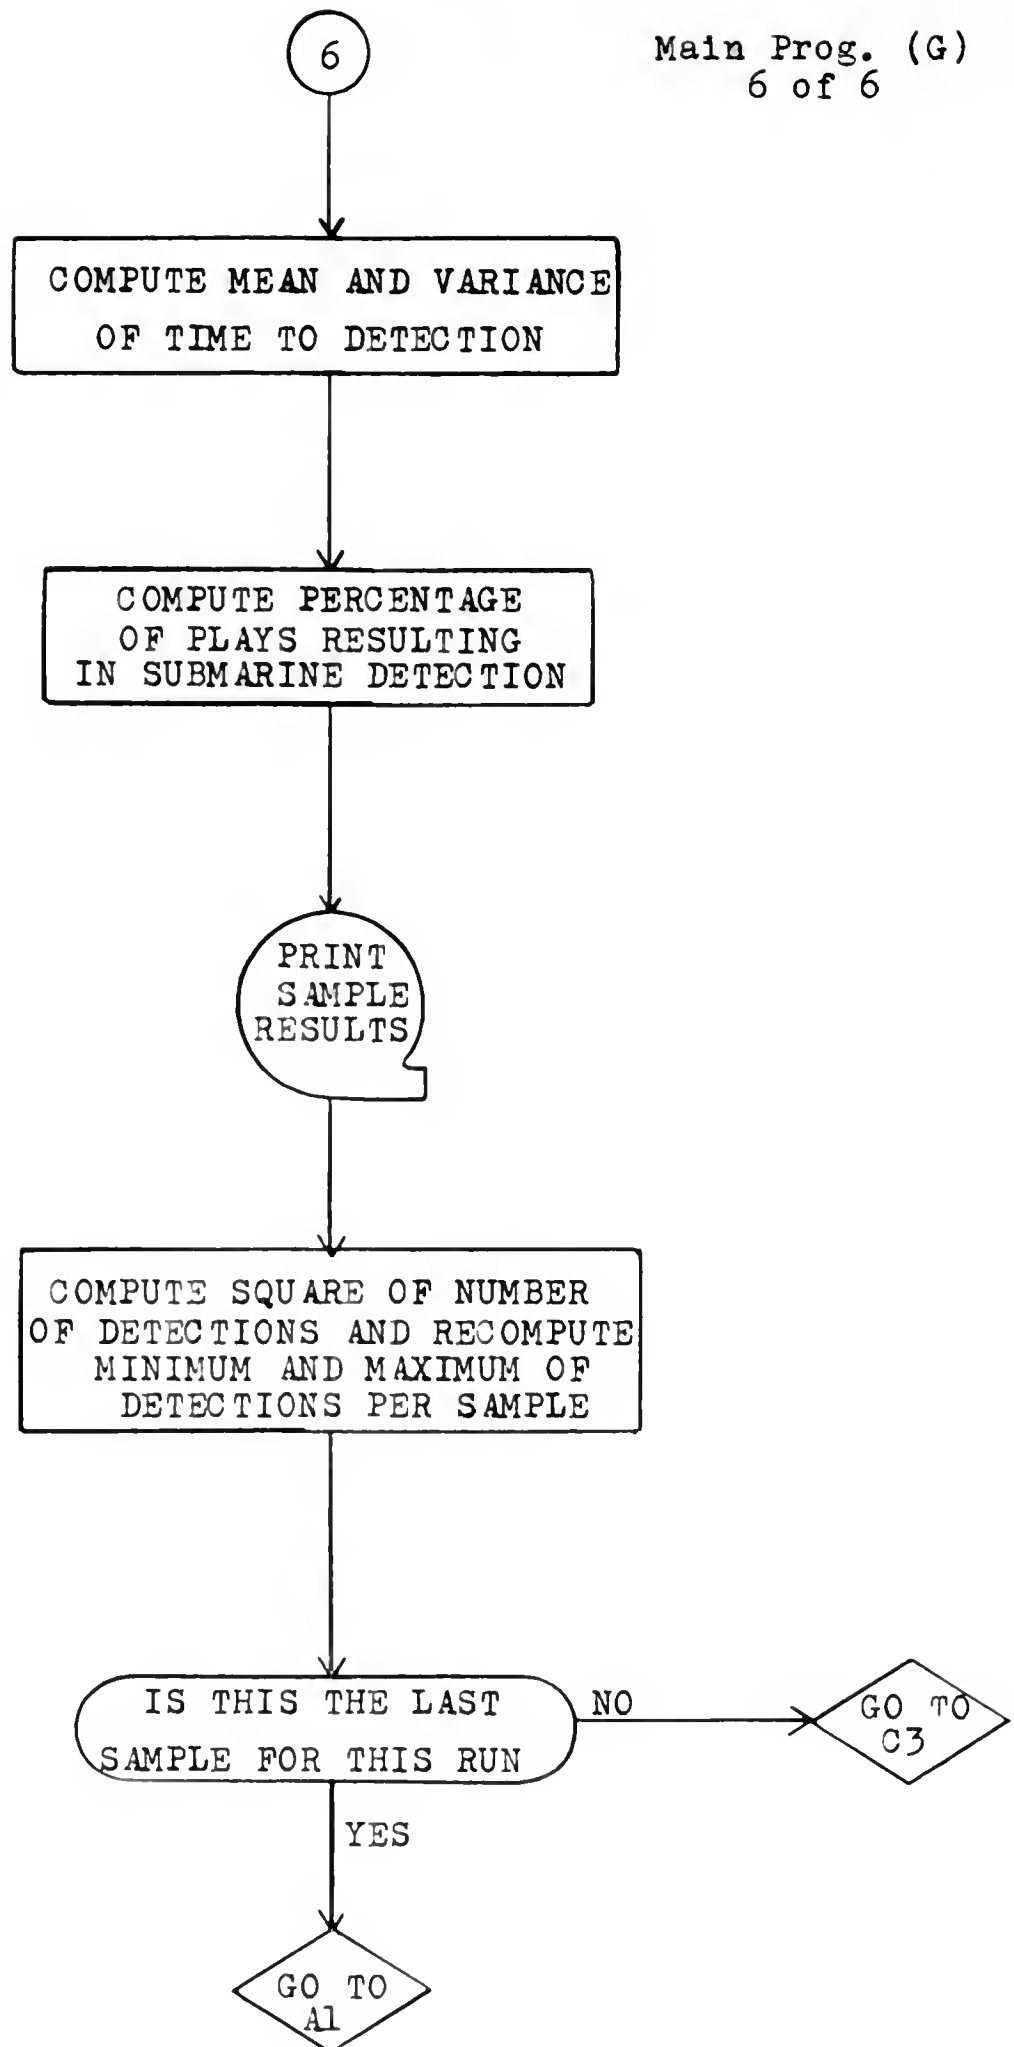 6
Main Prog. (G)
6 of 6
COMPUTE MEAN AND VARIANCE
OF TIME TO DETECTION
COMPUTE PERCENTAGE
OF PLAYS RESULTING
IN SUBMARINE DETECTION
PRINT
SAMPLE
RESULTS
COMPUTE SQUARE OF NUMBER
OF DETECTIONS AND RECOMPUTE
MINIMUM AND MAXIMUM OF
DETECTIONS PER SAMPLE
IS THIS THE LAST
SAMPLE FOR THIS RUN
NO
GO TO
C3
YES
GO TO
A1